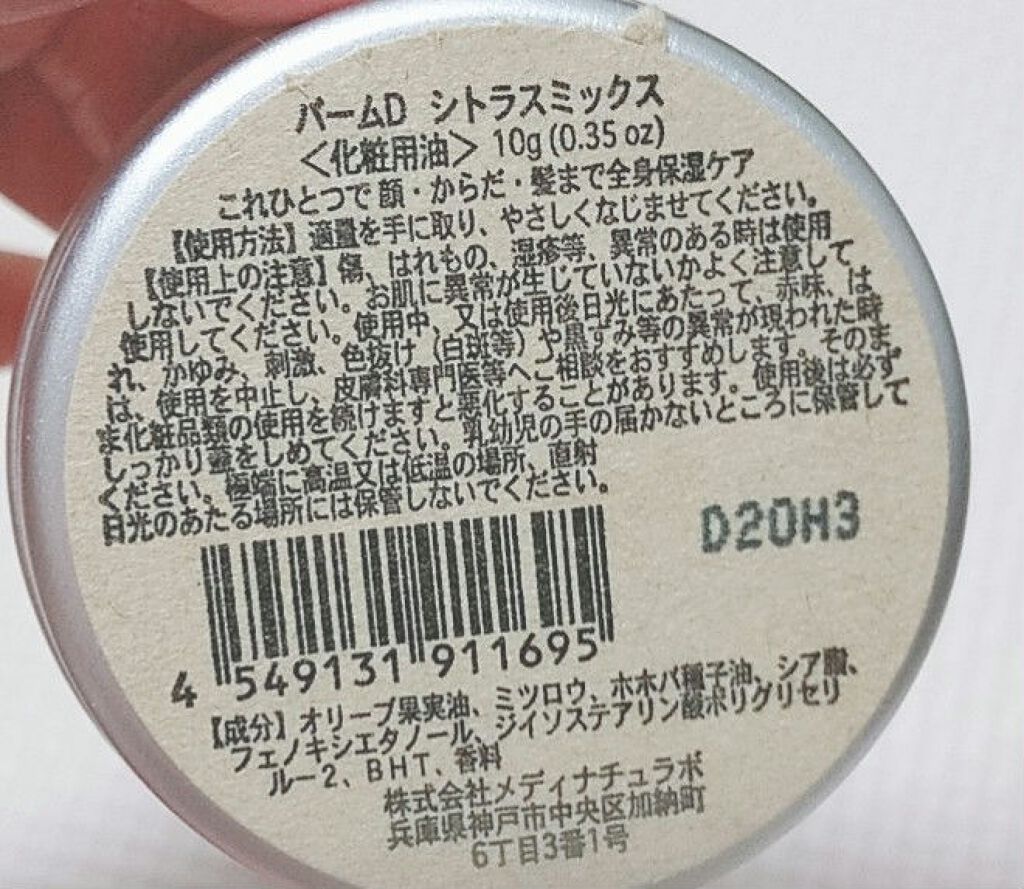 バームD シトラスミックス
＜化粧用油＞ 10g (0.35 oz)
これひとつで 顔・からだ・髪まで全身保湿ケア
【使用方法】適量を手に取り、やさしくなじませてください。
【使用上の注意】傷、はれもの、湿疹等、異常のある時は使用
しないでください。お肌に異常が生じていないかよく注意して
使用してください。使用中、又は使用後日光にあたって、赤味、は
れ、かゆみ、刺激、色抜け（白斑等）や黒ずみ等の異常が現われた時
は、使用を中止し、皮膚科専門医等へご相談をおすすめします。そのま
ま化粧品類の使用を続けますと悪化することがあります。使用後は必ず
しっかり蓋をしめてください。乳幼児の手の届かないところに保管して
ください。極端に高温又は低温の場所、直射
日光のあたる場所には保管しないでください。
D20H3
4 549131 911695
【成分】オリーブ果実油、ミツロウ、ホホバ種子油、シア脂、
フェノキシエタノール、ジイソステアリン酸ポリグリセリ
ル－2、BHT、香料
株式会社メディナチュラボ
兵庫県神戸市中央区加納町
6丁目3番1号